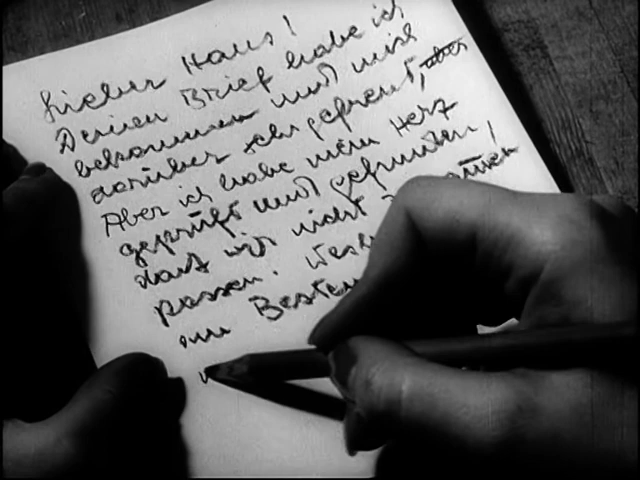 Lieber Hans!
Deinen Brief habe ich
bekommen und mich
darüber sehr gefreut, aber
Aber ich habe mein Herz
geprüft und gefunden,
dass wir nicht
passen.
am Besten